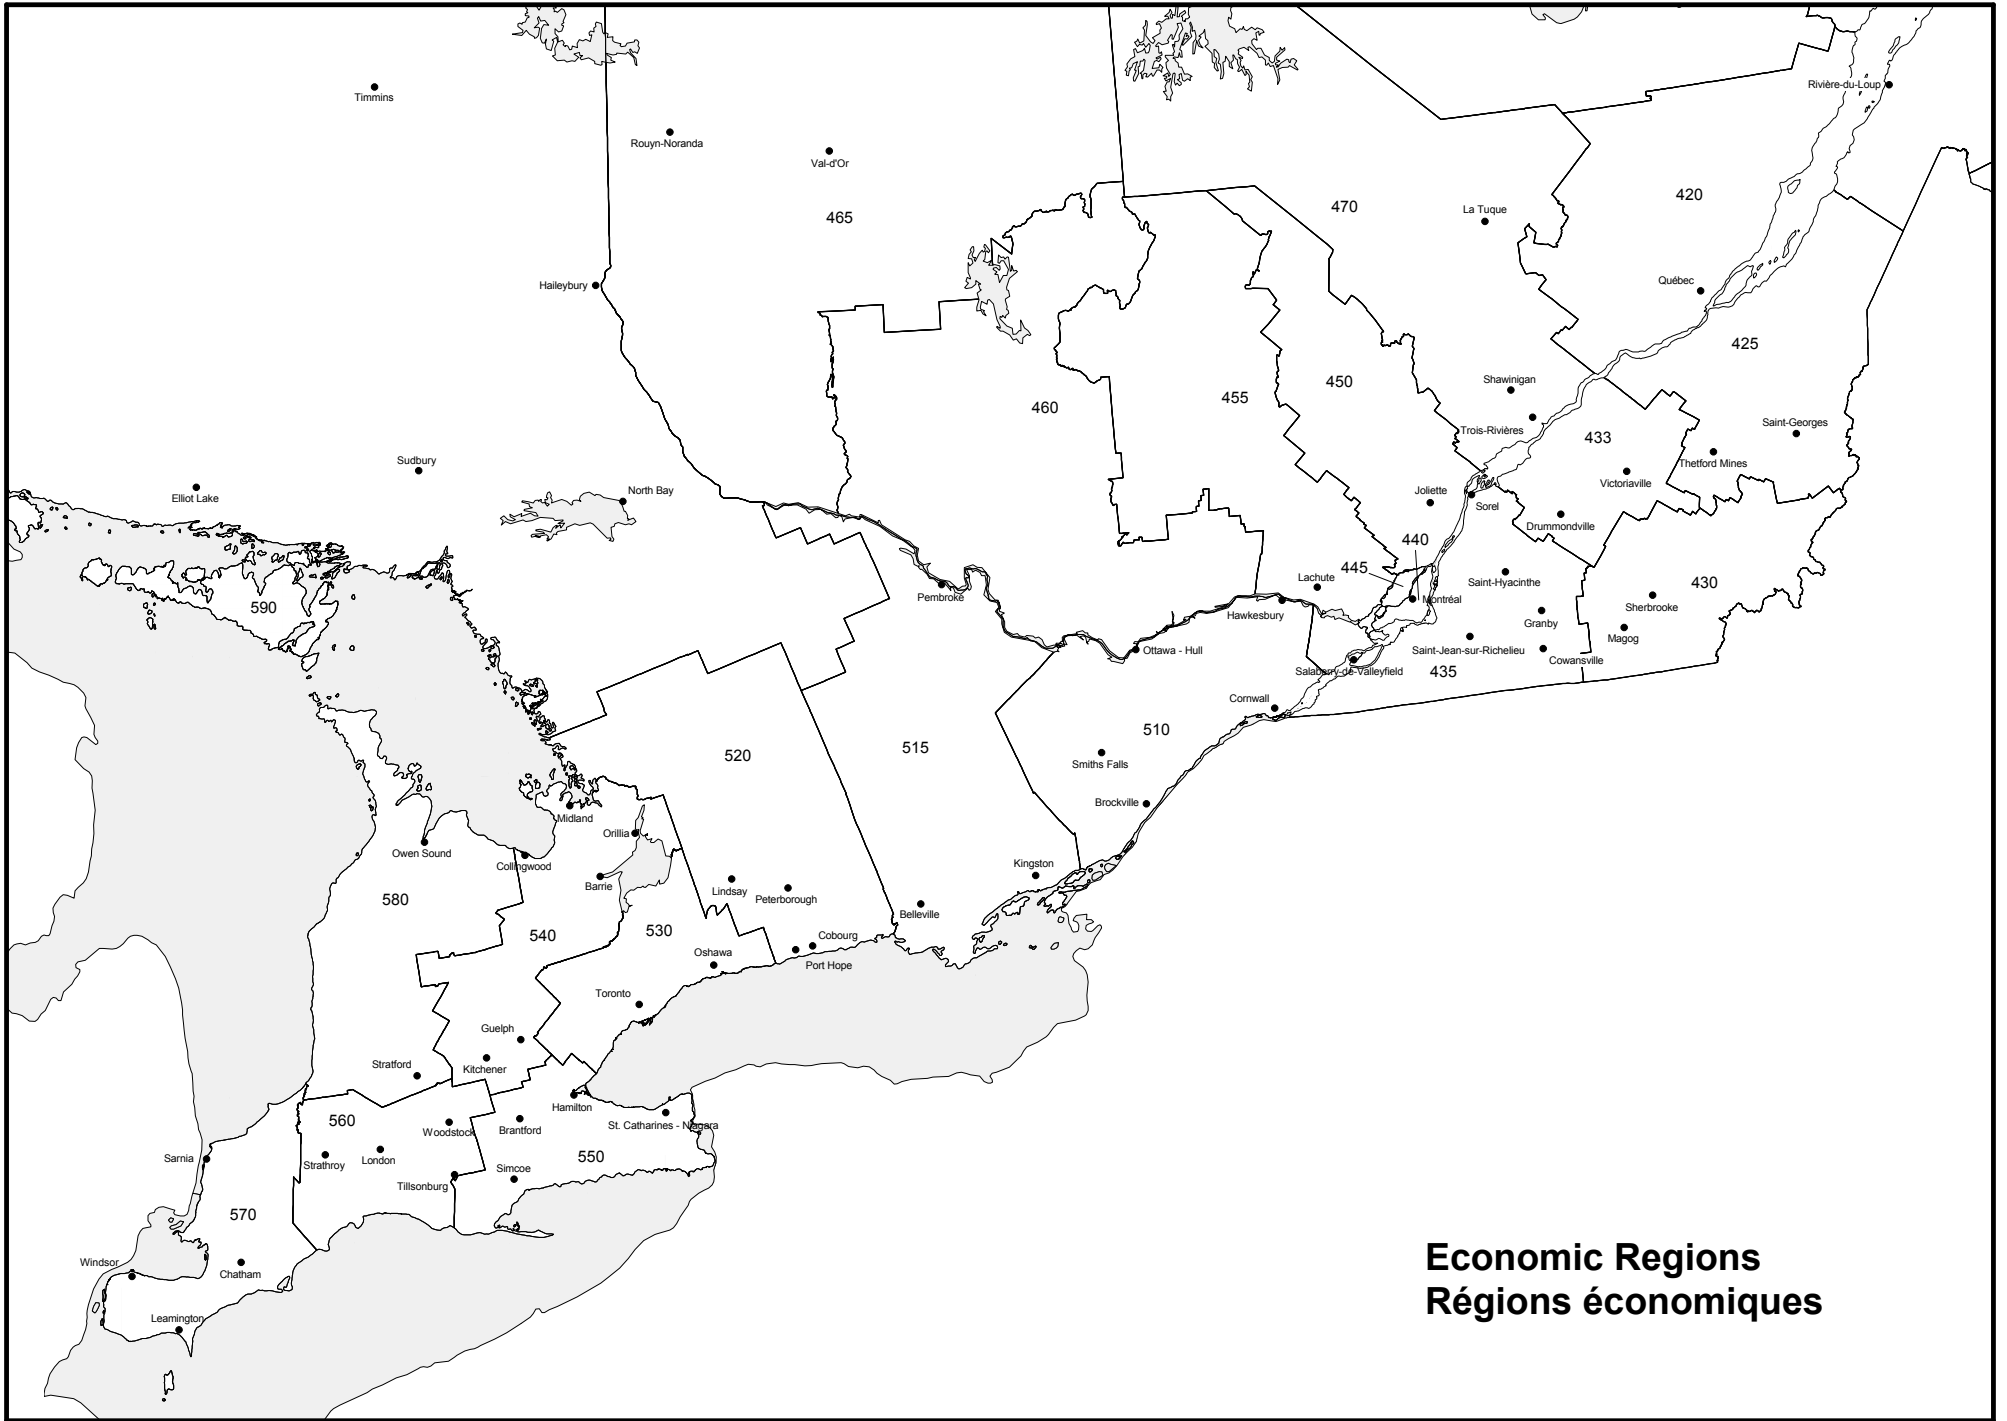 Timmins
Rouyn-Noranda
Val-d'Or
465
Rivière-du-Loup
420
470
La Tuque
Haileybury
Québec
425
450
455
460
Shawinigan
Trois-Rivières
433
Saint-Georges
Thetford Mines
Victoriaville
Sudbury
Elliot Lake
North Bay
Joliette
Sorel
Drummondville
440
445
Lachute
Hawkesbury
Montréal
Saint-Hyacinthe
430
Sherbrooke
Magog
Granby
Cowansville
Saint-Jean-sur-Richelieu
435
Salaberry-de-Valleyfield
590
Pembroke
Ottawa - Hull
Cornwall
510
Smiths Falls
Brockville
515
520
Midland
Orillia
Owen Sound
Collingwood
Barrie
Lindsay
Peterborough
Kingston
Belleville
580
540
530
Oshawa
Cobourg
Port Hope
Toronto
Guelph
Kitchener
Stratford
Hamilton
560
Woodstock
Brantford
St. Catharines - Niagara
550
Sarnia
Strathroy
London
Tillsonburg
Simcoe
570
Windsor
Chatham
Leamington
Economic Regions
Régions économiques